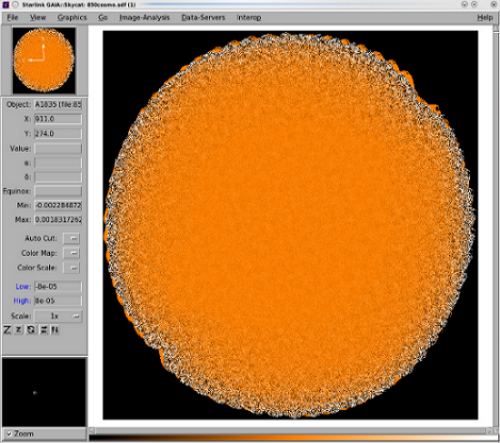 Starlink GAIA::Skycat: 850cosmo.sdf (1)
File View Graphics Go Image-Analysis Data-Servers Interop Help
Object: A1835 (file:85
X: 911.0
Y: 274.0
Value:
α:
δ:
Equinox:
Min: -0.002284872
Max: 0.0018317262
Auto Cut:
Color Map:
Color Scale:
Low: -8e-05
High: 8e-05
Scale: 1x
Z z
Zoom